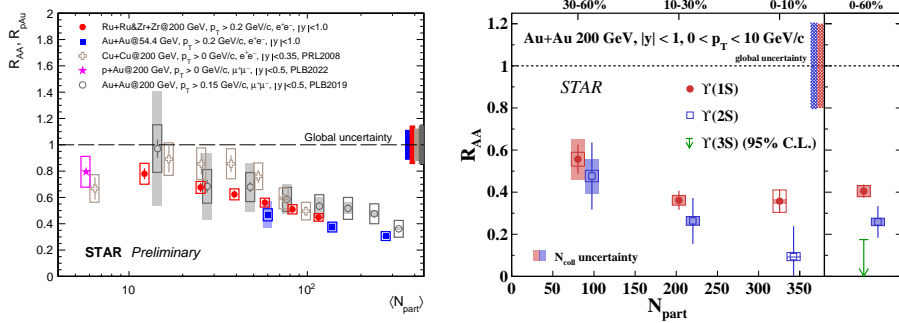 R_AA, R_pAu
2
1.8
1.6
1.4
1.2
1
0.8
0.6
0.4
0.2
0
Ru+Ru&Zr+Zr@200 GeV, p_T > 0.2 GeV/c, e⁺e⁻, |y|<1.0
Au+Au@54.4 GeV, p_T > 0.2 GeV/c, e⁺e⁻, |y|<1.0
Cu+Cu@200 GeV, p_T > 0 GeV/c, e⁺e⁻, |y|<0.35, PRL2008
p+Au@200 GeV, p_T > 0 GeV/c, μ⁺μ⁻, |y|<0.5, PLB2022
Au+Au@200 GeV, p_T > 0.15 GeV/c, μ⁺μ⁻, |y|<0.5, PLB2019
Global uncertainty
STAR Preliminary
10
10²
⟨N_part⟩
30-60%
10-30%
0-10%
0-60%
R_AA
1.2
1
0.8
0.6
0.4
0.2
0
Au+Au 200 GeV, |y| < 1, 0 < p_T < 10 GeV/c
global uncertainty
STAR
ϒ(1S)
ϒ(2S)
ϒ(3S) (95% C.L.)
N_coll uncertainty
0
50
100
150
200
250
300
350
N_part